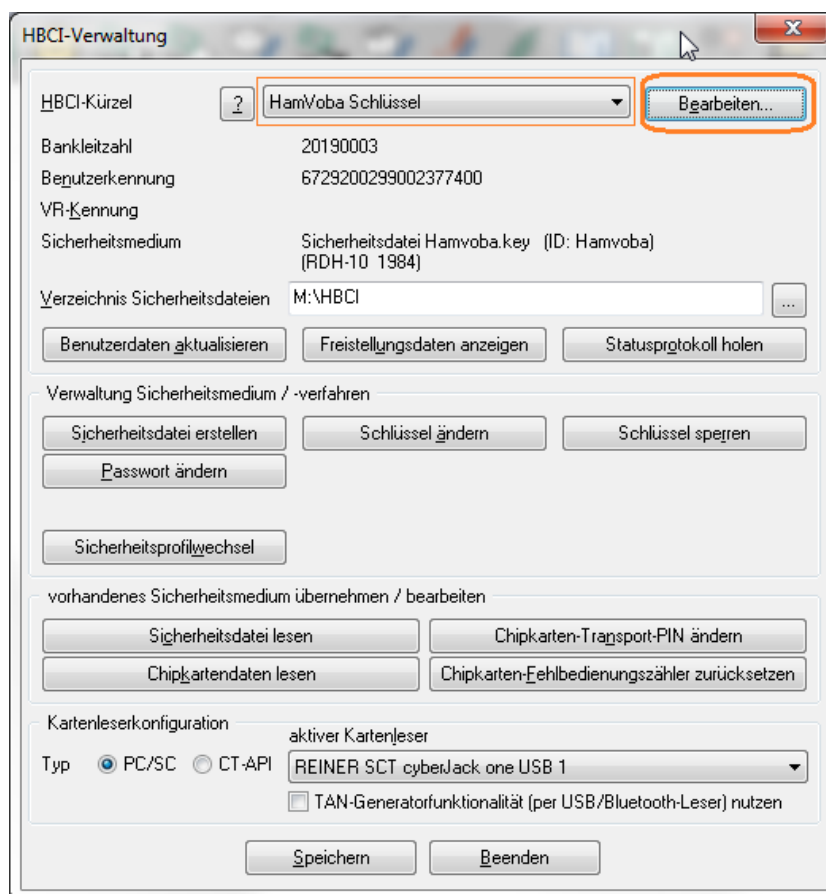 HBCI-Verwaltung
HBCI-Kürzel ? HamVoba Schlüssel Bearbeiten...
Bankleitzahl 20190003
Benutzerkennung 6729200299002377400
VR-Kennung
Sicherheitsmedium Sicherheitsdatei Hamvoba.key (ID: Hamvoba)
(RDH-10 1984)
Verzeichnis Sicherheitsdateien M:\HBCI ...
Benutzerdaten aktualisieren Freistellungsdaten anzeigen Statusprotokoll holen
Verwaltung Sicherheitsmedium / -verfahren
Sicherheitsdatei erstellen Schlüssel ändern Schlüssel sperren
Passwort ändern
Sicherheitsprofilwechsel
vorhandenes Sicherheitsmedium übernehmen / bearbeiten
Sicherheitsdatei lesen Chipkarten-Transport-PIN ändern
Chipkartendaten lesen Chipkarten-Fehlbedienungszähler zurücksetzen
Kartenleserkonfiguration
aktiver Kartenleser
Typ PC/SC CT-API REINER SCT cyberJack one USB 1
TAN-Generatorfunktionalität (per USB/Bluetooth-Leser) nutzen
Speichern Beenden